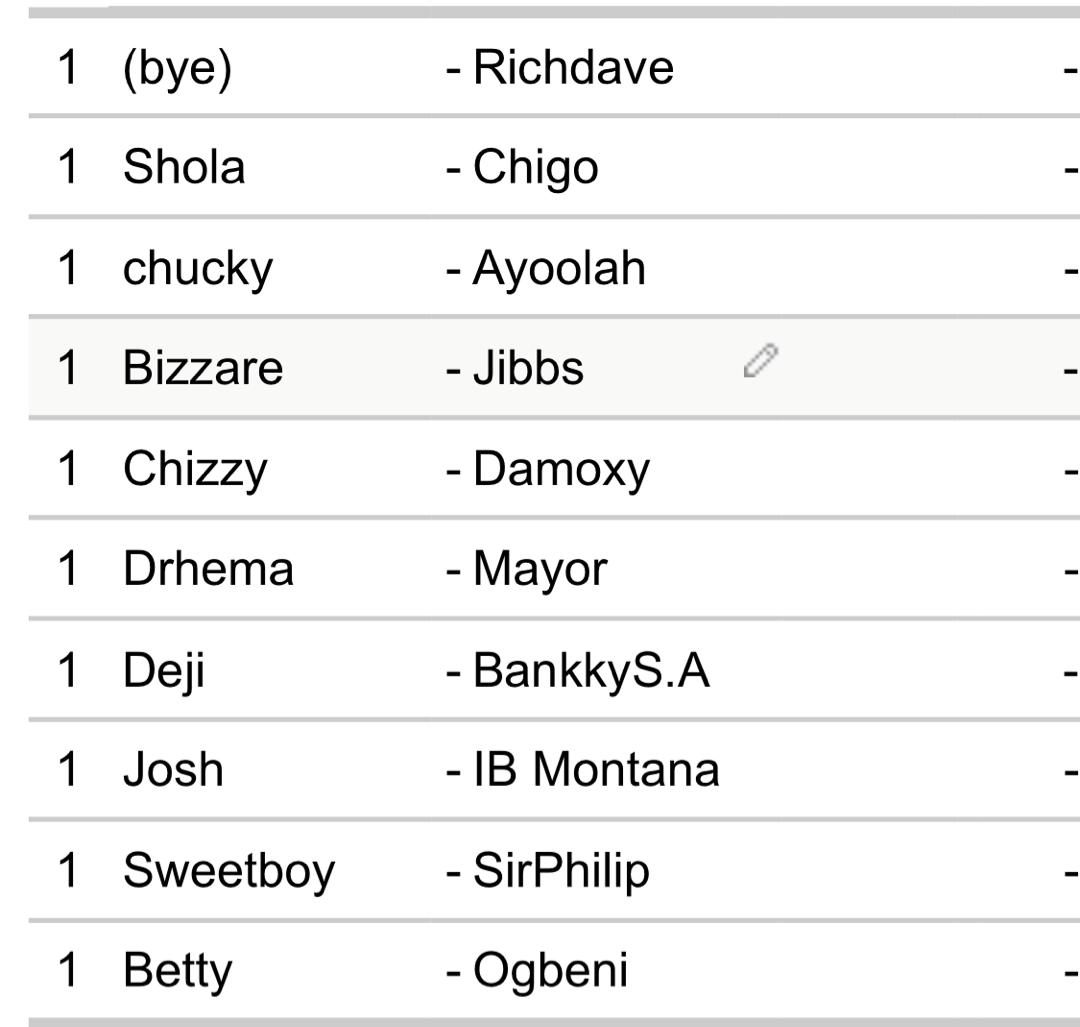 1 (bye) - Richdave -
1 Shola - Chigo -
1 chucky - Ayoolah -
1 Bizzare - Jibbs -
1 Chizzy - Damoxy -
1 Drhema - Mayor -
1 Deji - BankkyS.A -
1 Josh - IB Montana -
1 Sweetboy - SirPhilip -
1 Betty - Ogbeni -